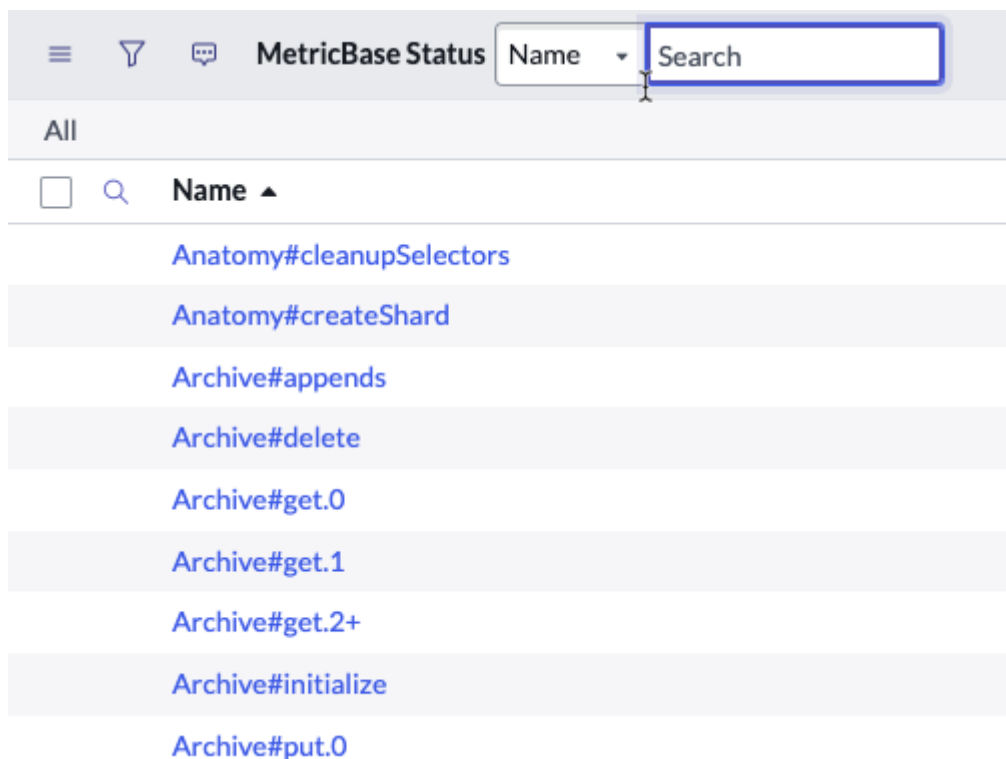 MetricBase Status Name Search
All
Name
Anatomy#cleanupSelectors
Anatomy#createShard
Archive#appends
Archive#delete
Archive#get.0
Archive#get.1
Archive#get.2+
Archive#initialize
Archive#put.0